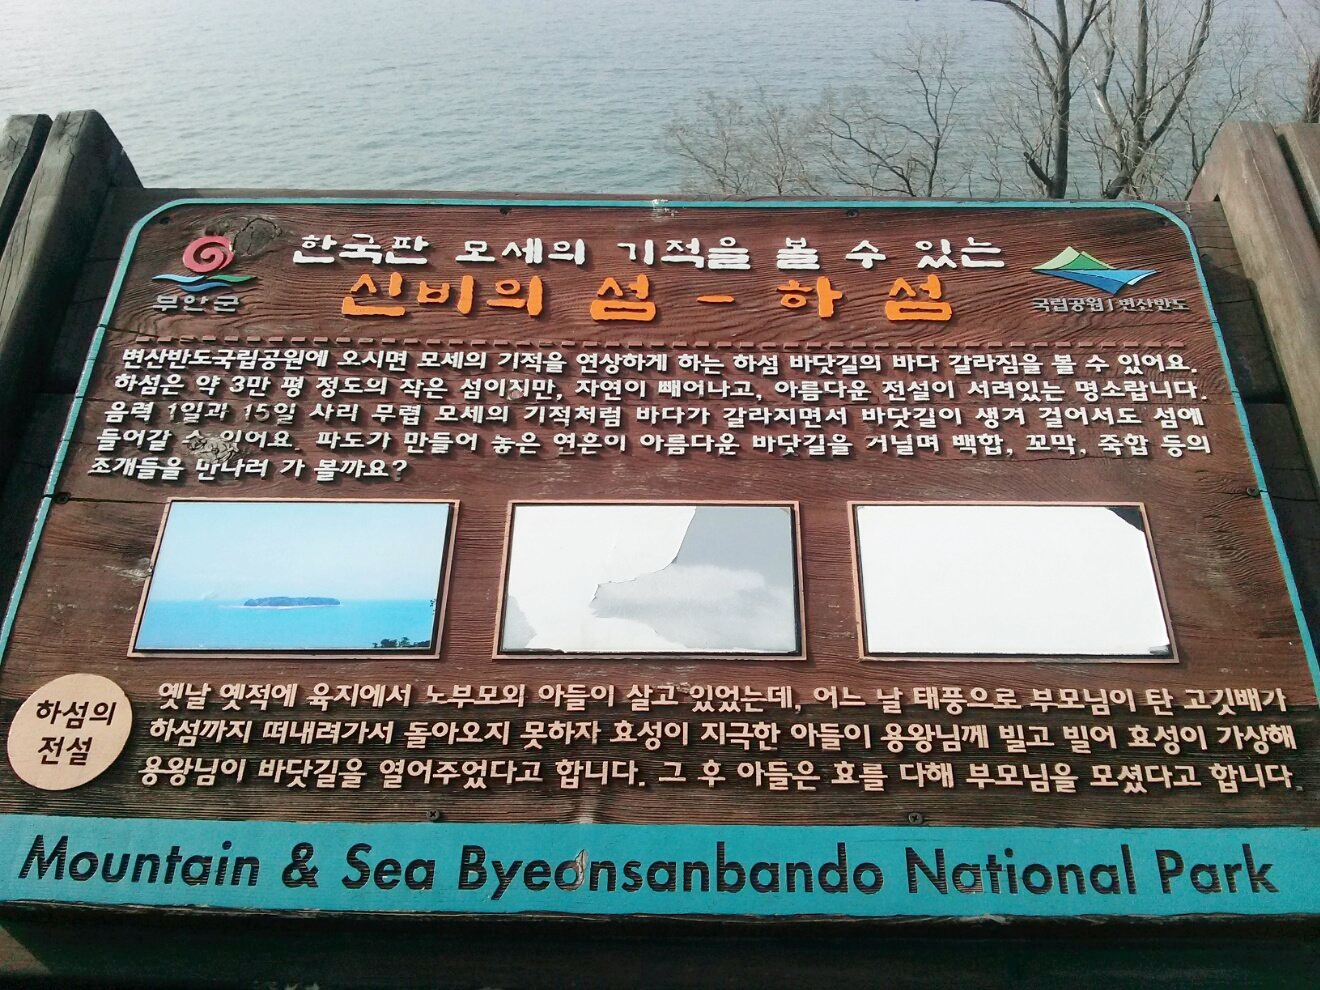 한국판 모세의 기적을 볼 수 있는
신비의 섬 - 하 섬
부안군
국립공원 | 변산반도
변산반도국립공원에 오시면 모세의 기적을 연상하게 하는 하섬 바닷길의 바다 갈라짐을 볼 수 있어요.
하섬은 약 3만 평 정도의 작은 섬이지만, 자연이 빼어나고, 아름다운 전설이 서려있는 명소랍니다.
음력 1일과 15일 사리 무렵 모세의 기적처럼 바다가 갈라지면서 바닷길이 생겨 걸어서도 섬에
들어갈 수 있어요. 파도가 만들어 놓은 연흔이 아름다운 바닷길을 거닐며 백합, 꼬막, 죽합 등의
조개들을 만나러 가 볼까요?
하섬의
전설
옛날 옛적에 육지에서 노부모와 아들이 살고 있었는데, 어느 날 태풍으로 부모님이 탄 고깃배가
하섬까지 떠내려가서 돌아오지 못하자 효성이 지극한 아들이 용왕님께 빌고 빌어 효성이 가상해
용왕님이 바닷길을 열어주었다고 합니다. 그 후 아들은 효를 다해 부모님을 모셨다고 합니다.
Mountain & Sea Byeonsanbando National Park